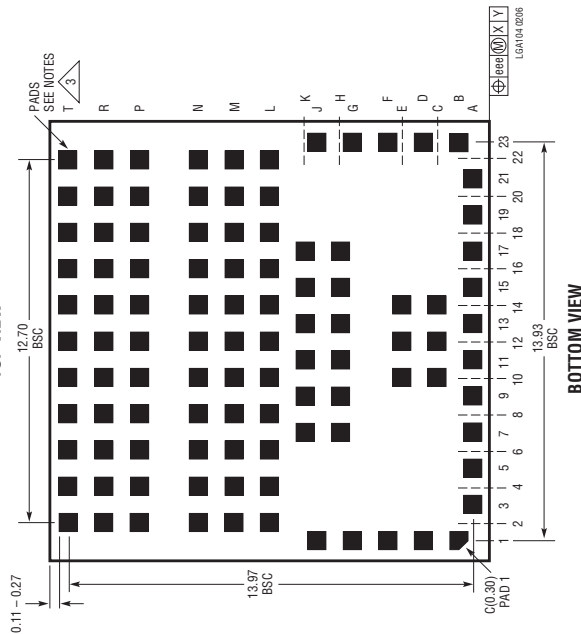 12.70
BSC
PADS
SEE NOTES
3
0.11 – 0.27
13.97
BSC
T
R
P
N
M
L
K
J
H
G
F
E
D
C
B
A
C(0.30)
PAD 1
1 2 3 4 5 6 7 8 9 10 11 12 13 14 15 16 17 18 19 20 21 22 23
13.93
BSC
eee Ⓜ X Y
LGA104 0206
BOTTOM VIEW